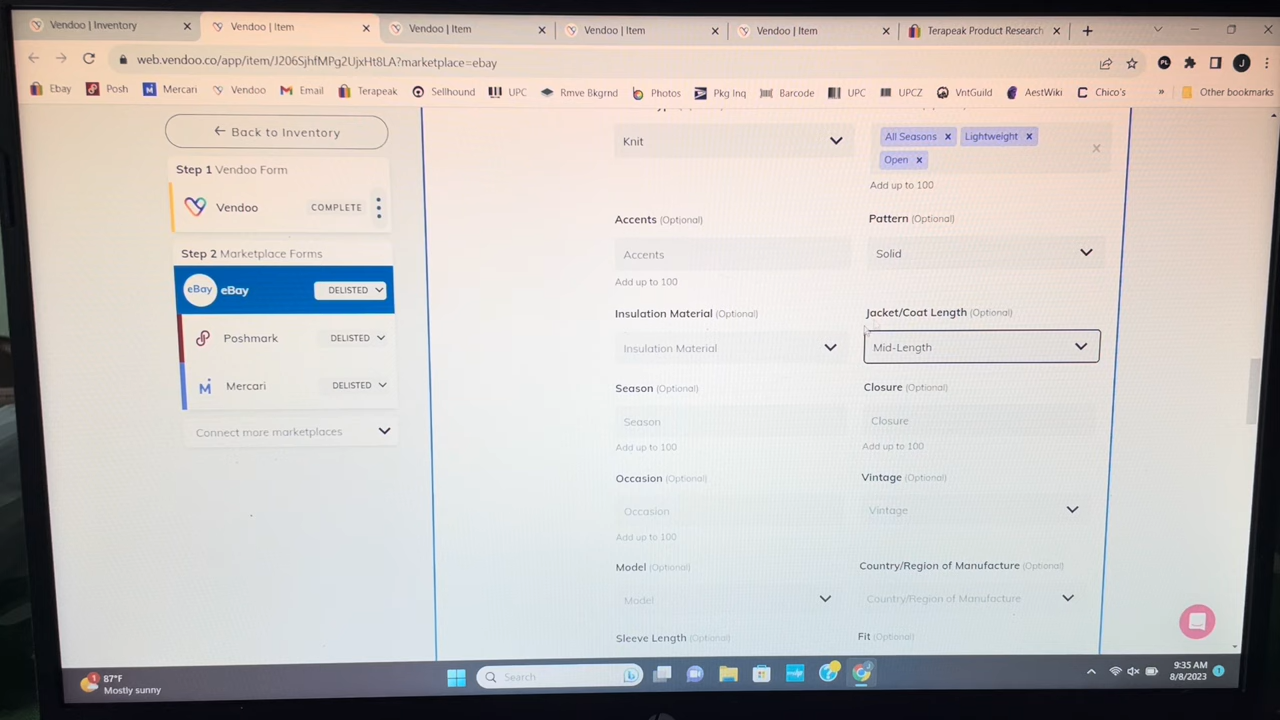 Vendoo | Inventory
Vendoo | Item
Vendoo | Item
Vendoo | Item
Vendoo | Item
Terapeak Product Research
web.vendoo.co/app/item/J206SjhfMPg2UjxHt8LA?marketplace=ebay
Ebay Posh Mercari Vendoo Email Terapeak Sellhound UPC Rmve Bkgrnd Photos Pkg Inq Barcode UPC UPCZ VntGuild AestWiki Chico's » Other bookmarks
← Back to Inventory
Step 1 Vendoo Form
Vendoo COMPLETE
Step 2 Marketplace Forms
eBay eBay DELISTED
Poshmark DELISTED
Mercari DELISTED
Connect more marketplaces
Knit
All Seasons × Lightweight ×
Open ×
Add up to 100
Accents (Optional)
Pattern (Optional)
Accents
Solid
Add up to 100
Insulation Material (Optional)
Jacket/Coat Length (Optional)
Insulation Material
Mid-Length
Season (Optional)
Closure (Optional)
Season
Closure
Add up to 100
Add up to 100
Occasion (Optional)
Vintage (Optional)
Occasion
Vintage
Add up to 100
Model (Optional)
Country/Region of Manufacture (Optional)
Model
Country/Region of Manufacture
Sleeve Length (Optional)
Fit (Optional)
1
87°F
Mostly sunny
Search
9:35 AM
8/8/2023
1